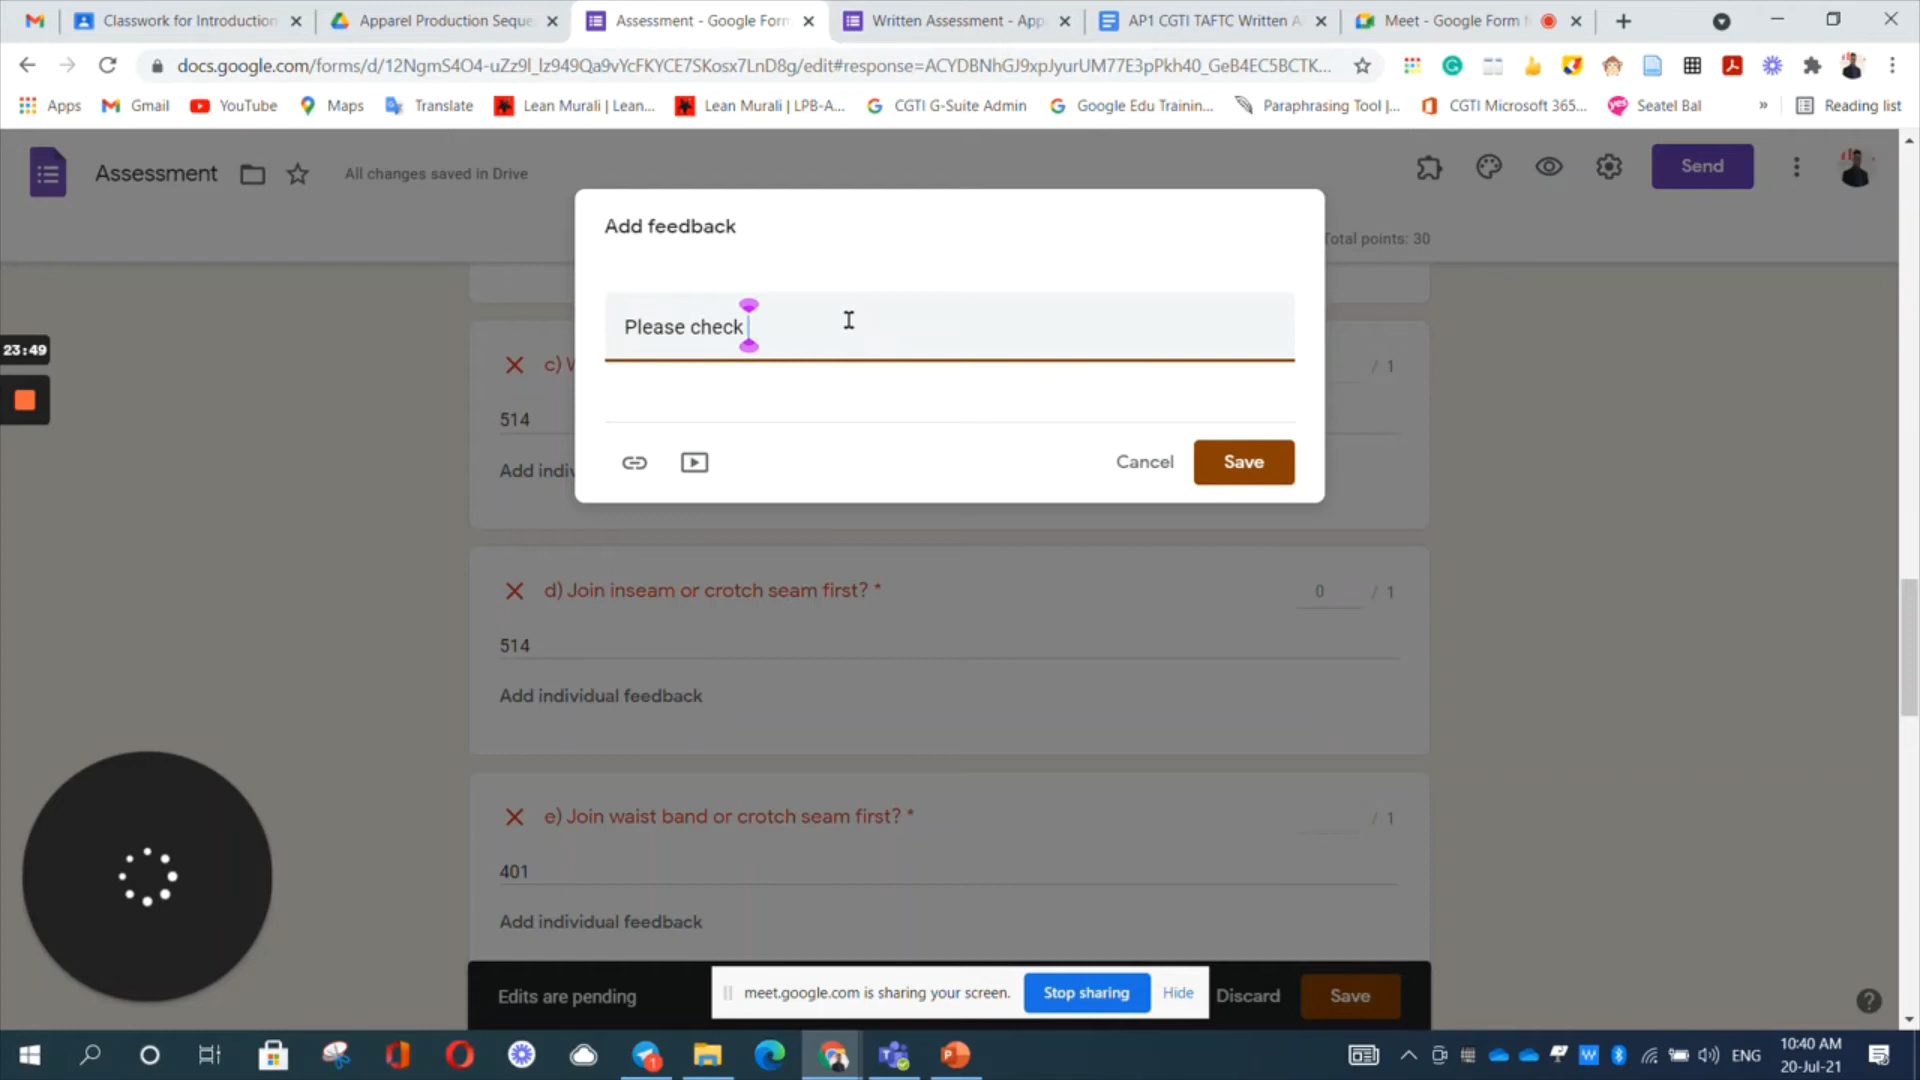 Classwork for Introduction
Apparel Production Seque
Assessment - Google Form
Written Assessment - App
AP1 CGTI TAFTC Written A
Meet - Google Form f
docs.google.com/forms/d/12NgmS4O4-uZz9l_lz949Qa9vYcFKYCE7SKosx7LnD8g/edit#response=ACYDBNhGJ9xpJyurUM77E3pPkh40_GeB4EC5BCTK...
Apps
Gmail
YouTube
Maps
Translate
Lean Murali | Lean...
Lean Murali | LPB-A...
CGTI G-Suite Admin
Google Edu Trainin...
Paraphrasing Tool |...
CGTI Microsoft 365...
Seatel Bal
»
Reading list
Assessment
All changes saved in Drive
Send
Add feedback
Total points: 30
Please check
23:49
c) W
/ 1
514
Cancel
Save
Add indiv
d) Join inseam or crotch seam first? *
0 / 1
514
Add individual feedback
e) Join waist band or crotch seam first? *
/ 1
401
Add individual feedback
Edits are pending
meet.google.com is sharing your screen.
Stop sharing
Hide
Discard
Save
ENG
10:40 AM
20-Jul-21